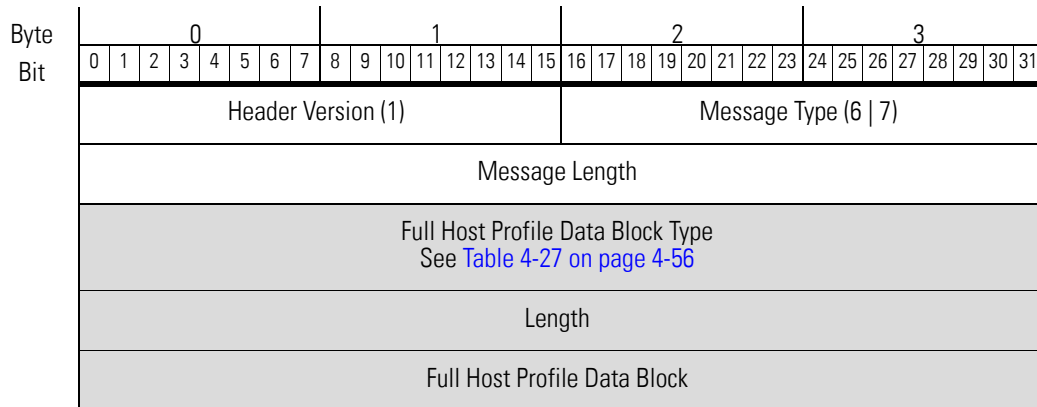 Byte 0 1 2 3
Bit 0 1 2 3 4 5 6 7 8 9 10 11 12 13 14 15 16 17 18 19 20 21 22 23 24 25 26 27 28 29 30 31
Header Version (1) Message Type (6 | 7)
Message Length
Full Host Profile Data Block Type
See Table 4-27 on page 4-56
Length
Full Host Profile Data Block